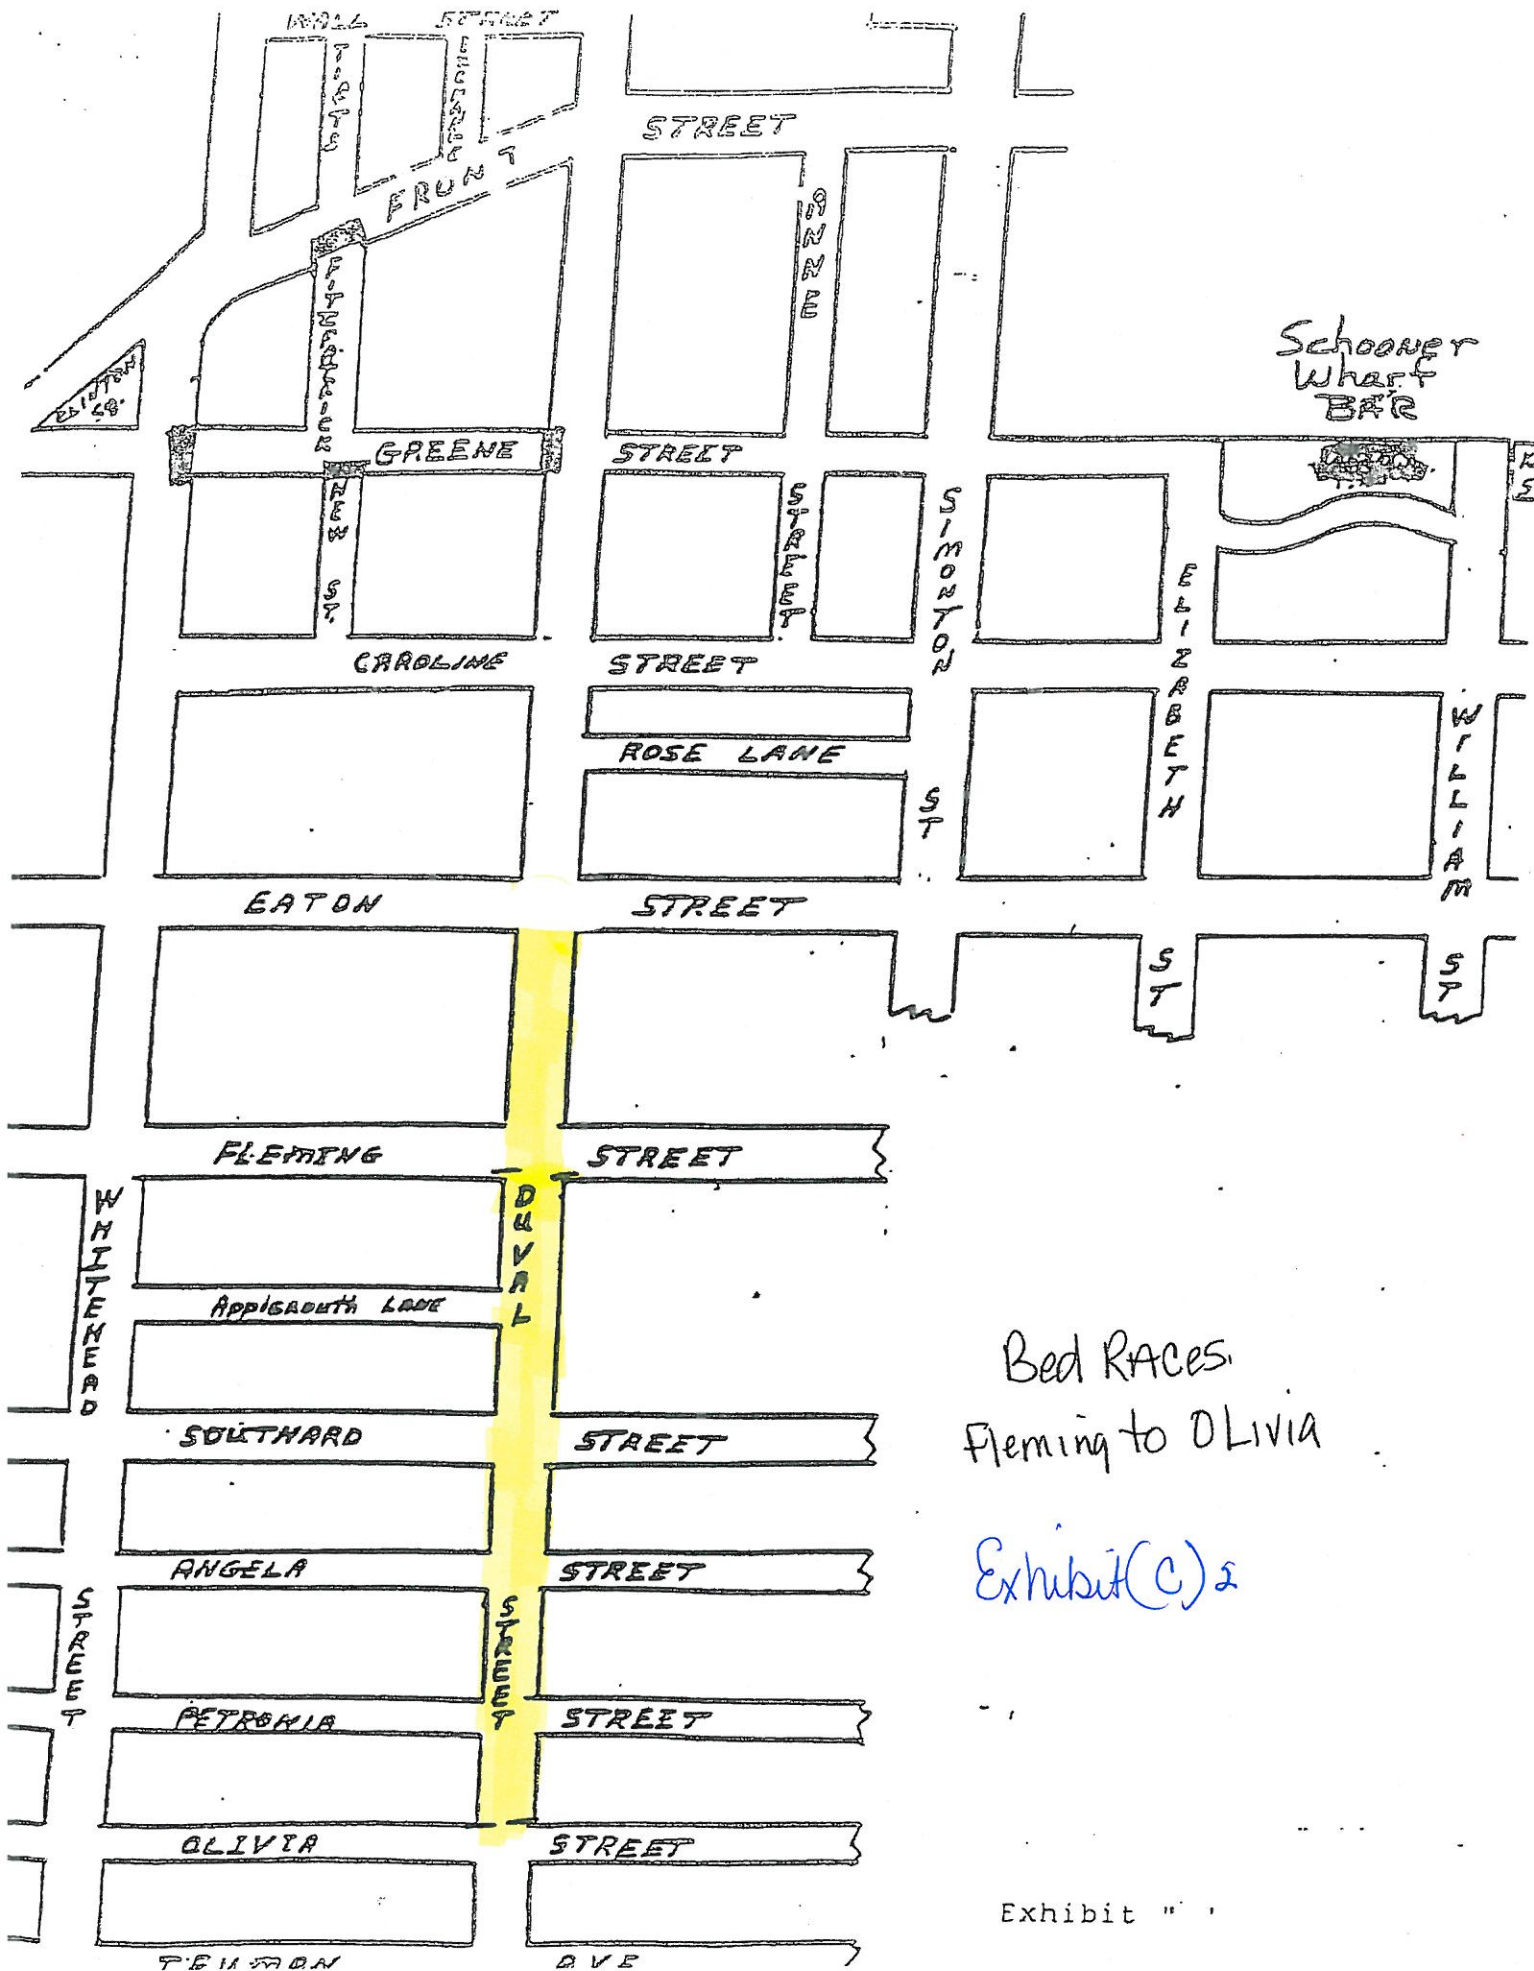 WALL STREET
FRONT STREET
ANNE
Schooner
Wharf
BAR
GREENE STREET
NEW ST.
STREET
SIMONTON
ELIZABETH
CAROLINE STREET
WILLIAM
ROSE LANE
ST
EATON STREET
ST
ST
FLEMING STREET
WHITEHEAD
DUVAL
Applerouth LANE
Bed RACES.
Fleming to OLIVIA
SOUTHARD STREET
Exhibit (C) 2
ANGELA STREET
STREET
STREET
PETRONIA STREET
OLIVIA STREET
Exhibit "
AVE